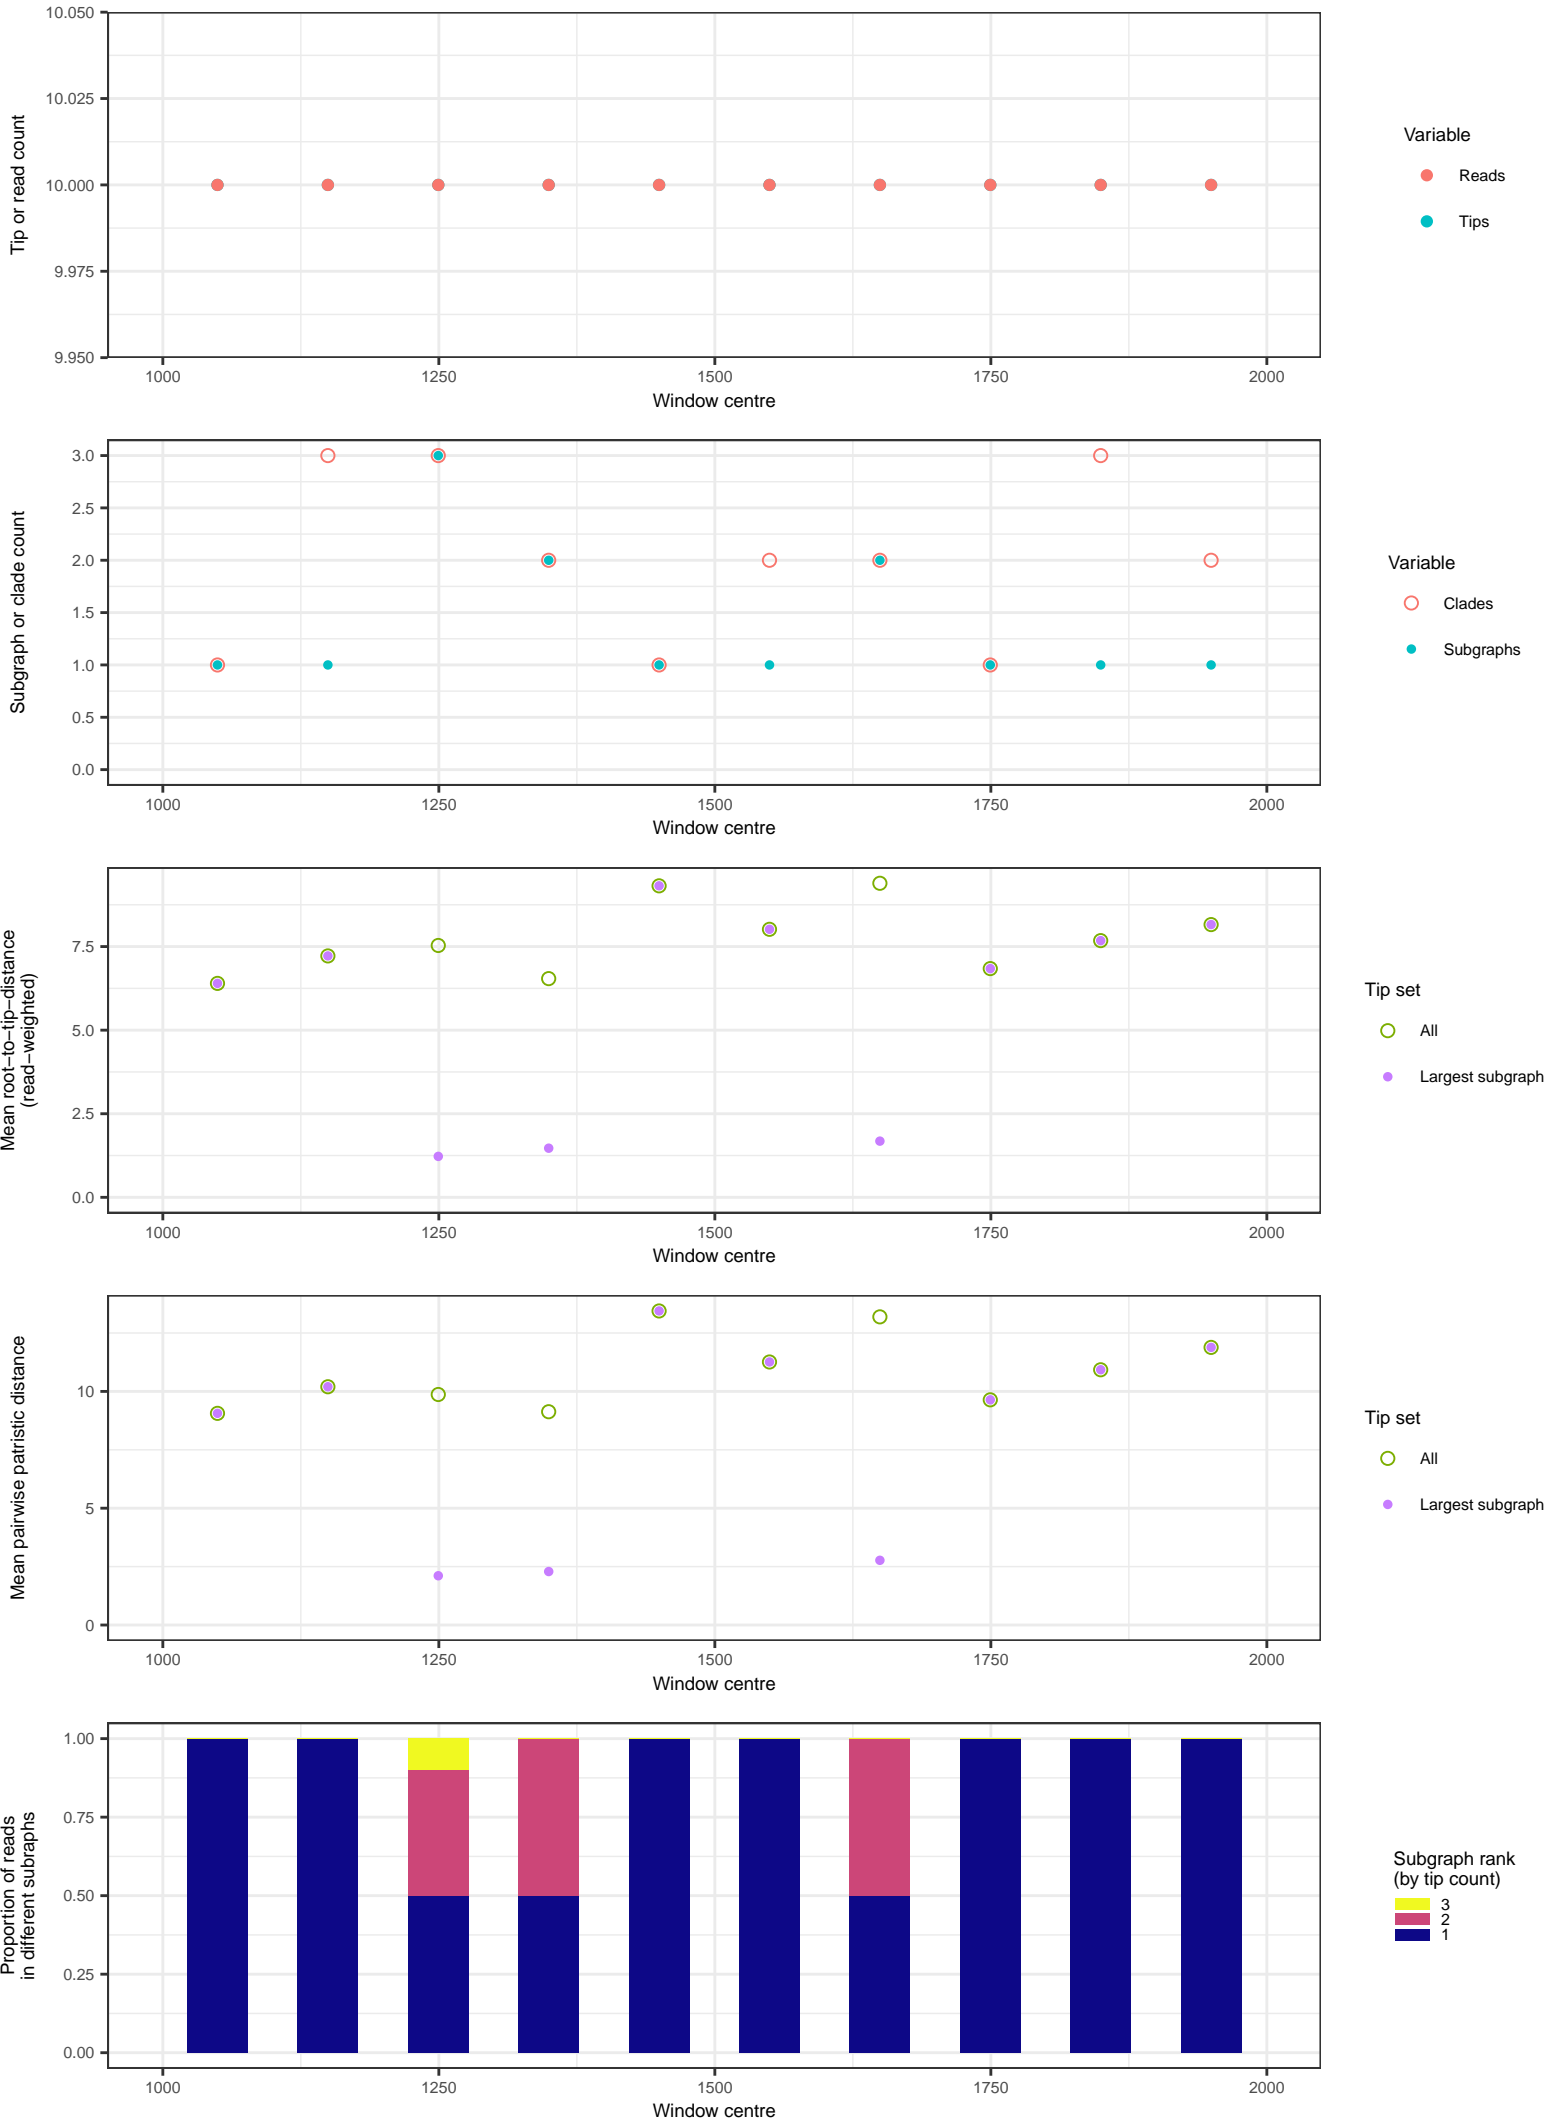 10.050
10.025
10.000
9.975
9.950
Tip or read count
1000 1250 1500 1750 2000
Window centre
Variable
Reads
Tips
3.0
2.5
2.0
1.5
1.0
0.5
0.0
Subgraph or clade count
1000 1250 1500 1750 2000
Window centre
Variable
Clades
Subgraphs
7.5
5.0
2.5
0.0
Mean root−to−tip−distance
(read−weighted)
1000 1250 1500 1750 2000
Window centre
Tip set
All
Largest subgraph
10
5
0
Mean pairwise patristic distance
1000 1250 1500 1750 2000
Window centre
Tip set
All
Largest subgraph
1.00
0.75
0.50
0.25
0.00
Proportion of reads
in different subraphs
1000 1250 1500 1750 2000
Window centre
Subgraph rank
(by tip count)
3
2
1